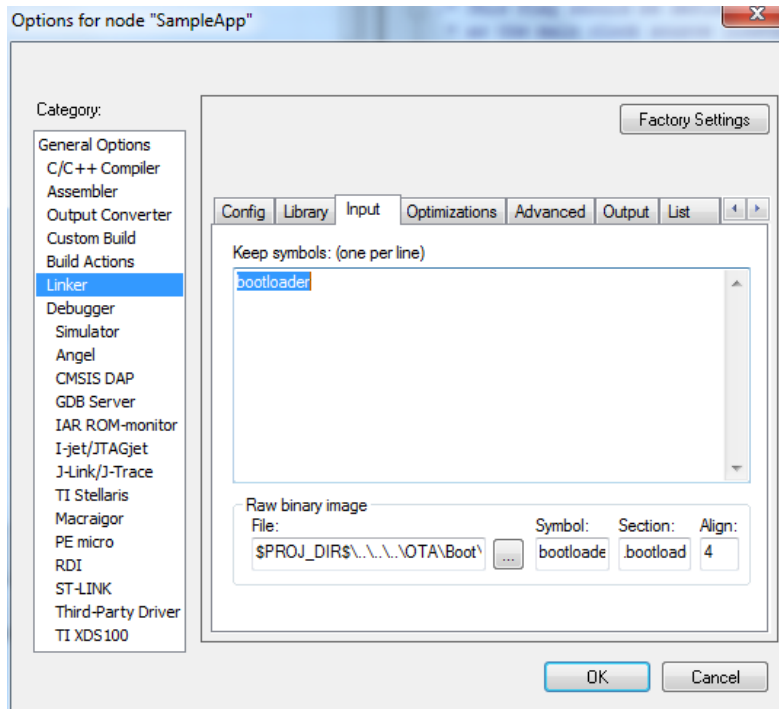 Options for node "SampleApp"
Category:
General Options
C/C++ Compiler
Assembler
Output Converter
Custom Build
Build Actions
Linker
Debugger
Simulator
Angel
CMSIS DAP
GDB Server
IAR ROM-monitor
I-jet/JTAGjet
J-Link/J-Trace
TI Stellaris
Macraigor
PE micro
RDI
ST-LINK
Third-Party Driver
TI XDS100
Factory Settings
Config Library Input Optimizations Advanced Output List
Keep symbols: (one per line)
bootloader
Raw binary image
File: Symbol: Section: Align:
$PROJ_DIR$\..\..\..\OTA\Boot\ ... bootloade .bootload 4
OK Cancel